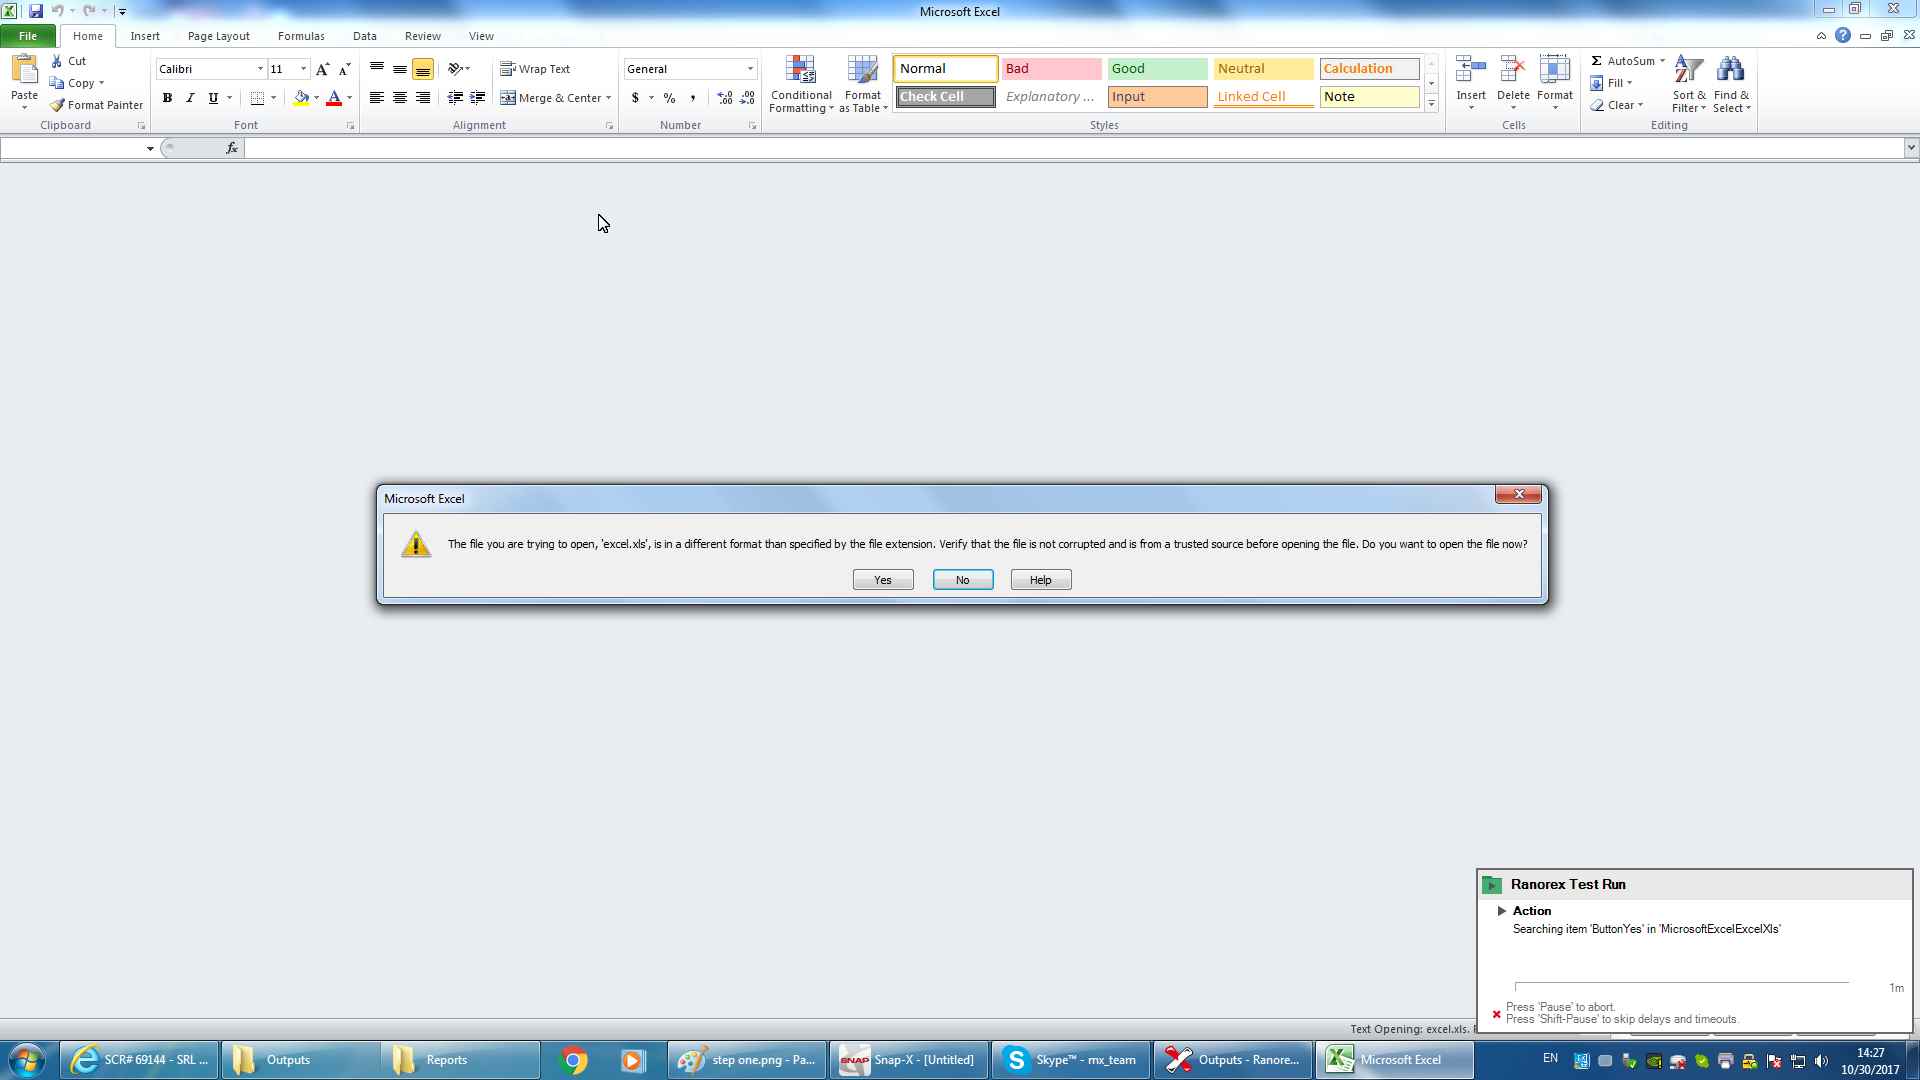 Microsoft Excel
File Home Insert Page Layout Formulas Data Review View
Paste
Cut
Copy
Format Painter
Clipboard
Calibri 11
B I U
Font
Wrap Text
Merge & Center
Alignment
General
$ % ,
Number
Conditional Formatting
Format as Table
Normal Bad Good Neutral Calculation
Check Cell Explanatory ... Input Linked Cell Note
Styles
Insert Delete Format
Cells
Σ AutoSum
Fill
Clear
Sort & Filter
Find & Select
Editing
fx
Microsoft Excel
The file you are trying to open, 'excel.xls', is in a different format than specified by the file extension. Verify that the file is not corrupted and is from a trusted source before opening the file. Do you want to open the file now?
Yes No Help
Ranorex Test Run
Action
Searching item 'ButtonYes' in 'MicrosoftExcelExcelXls'
1m
Press 'Pause' to abort.
Press 'Shift-Pause' to skip delays and timeouts.
Text Opening: excel.xls.
SCR# 69144 - SRL ...
Outputs
Reports
step one.png - Pa...
SNAP
Snap-X - [Untitled]
Skype™ - mx_team
Outputs - Ranore...
Microsoft Excel
EN
14:27
10/30/2017